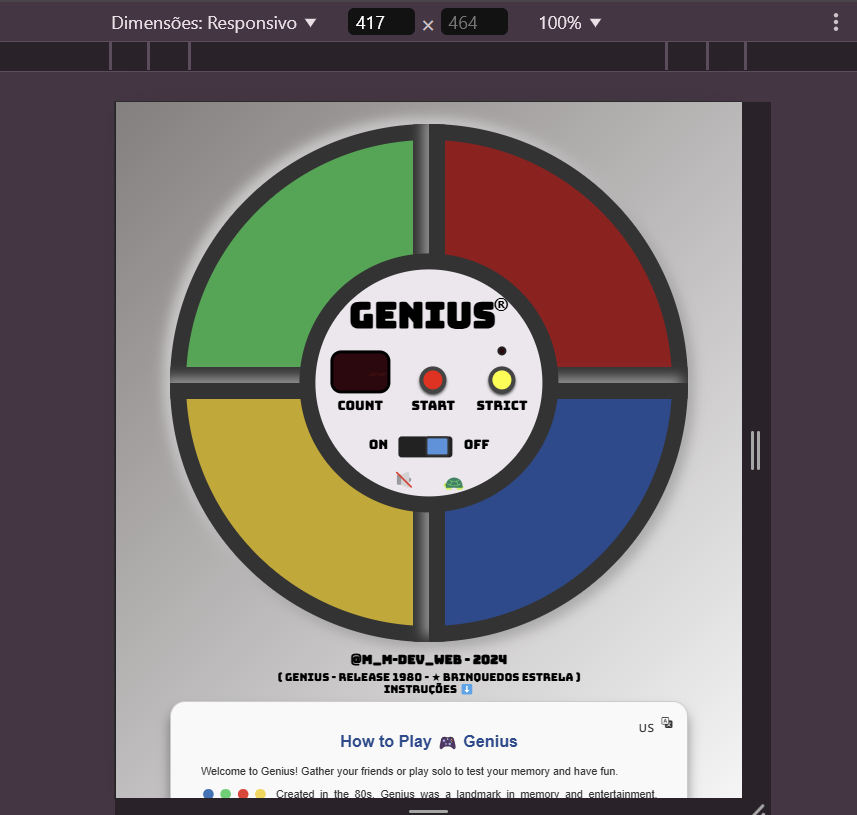 Dimensões: Responsivo ▼ 417 × 464 100% ▼
GENIUS®
COUNT START STRICT
ON OFF
@M_M-DEV_WEB - 2024
( GENIUS - RELEASE 1980 - ★ BRINQUEDOS ESTRELA )
INSTRUÇÕES ⬇️
US
How to Play 🎮 Genius
Welcome to Genius! Gather your friends or play solo to test your memory and have fun.
Created in the 80s, Genius was a landmark in memory and entertainment,